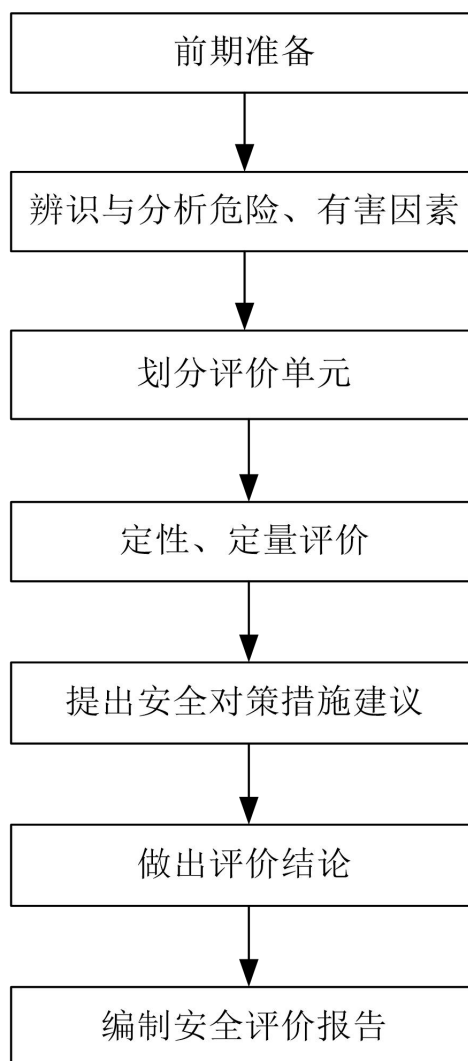 前期准备
辨识与分析危险、有害因素
划分评价单元
定性、定量评价
提出安全对策措施建议
做出评价结论
编制安全评价报告